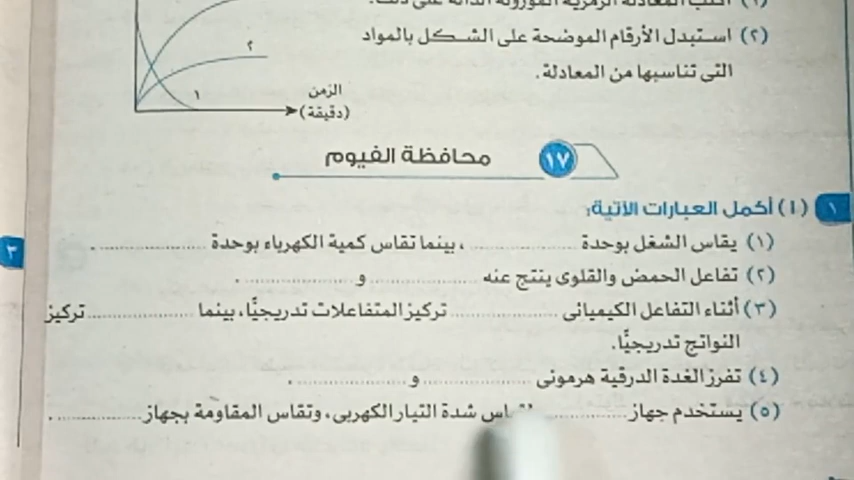 (٢) استبدل الأرقام الموضحة على الشكل بالمواد
التى تناسبها من المعادلة.
٢
١
الزمن
(دقيقة)
١٧ محافظة الفيوم
١ (أ) أكمل العبارات الآتية:
(١) يقاس الشغل بوحدة ............... ، بينما تقاس كمية الكهرباء بوحدة ............... .
٣
(٢) تفاعل الحمض والقلوى ينتج عنه ............... و ............... .
(٣) أثناء التفاعل الكيميائى ............... تركيز المتفاعلات تدريجيًّا، بينما ............... تركيز
النواتج تدريجيًّا.
(٤) تفرز الغدة الدرقية هرمونى ............... و ............... .
(٥) يستخدم جهاز ............... شدة التيار الكهربى، وتقاس المقاومة بجهاز ............... .